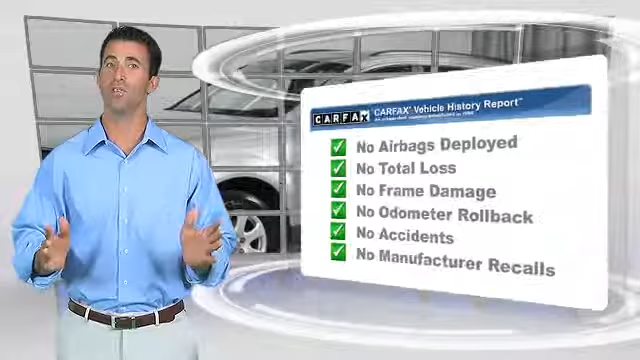 CARFAX CARFAX® Vehicle History Report™
No Airbags Deployed
No Total Loss
No Frame Damage
No Odometer Rollback
No Accidents
No Manufacturer Recalls